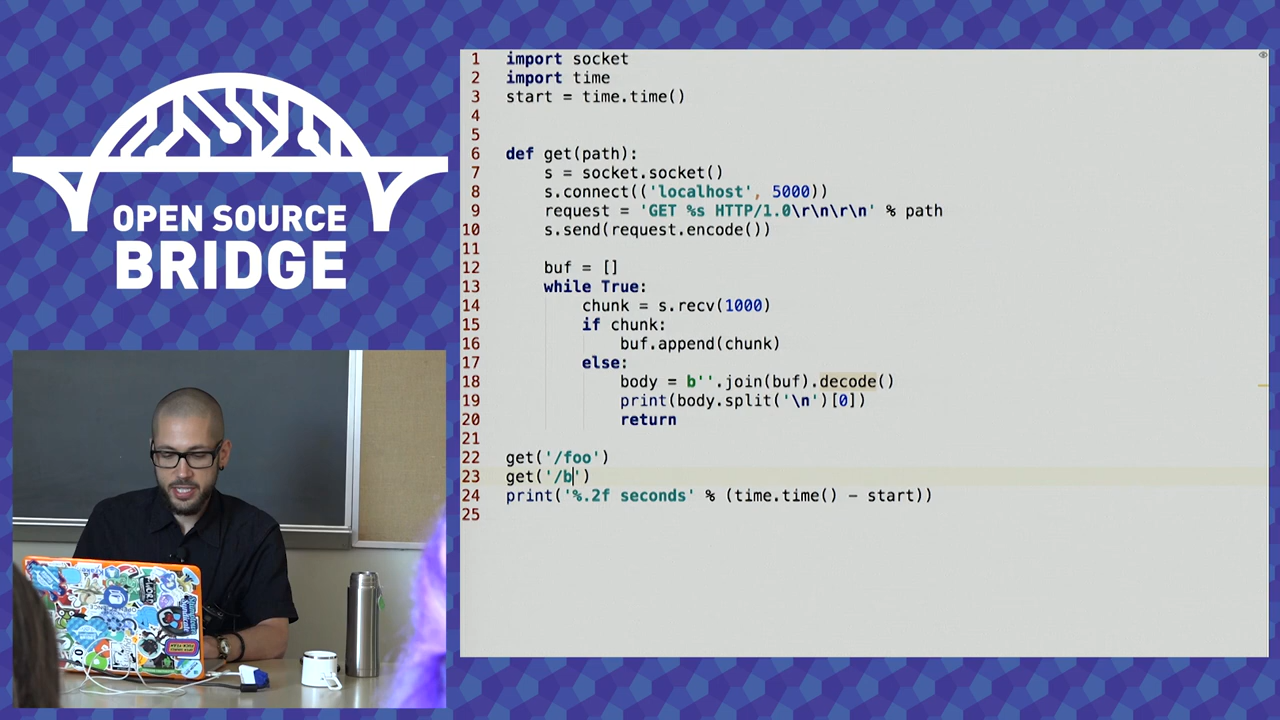 OPEN SOURCE
BRIDGE
1 import socket
2 import time
3 start = time.time()
4
5
6 def get(path):
7     s = socket.socket()
8     s.connect(('localhost', 5000))
9     request = 'GET %s HTTP/1.0\r\n\r\n' % path
10     s.send(request.encode())
11
12     buf = []
13     while True:
14         chunk = s.recv(1000)
15         if chunk:
16             buf.append(chunk)
17         else:
18             body = b''.join(buf).decode()
19             print(body.split('\n')[0])
20             return
21
22 get('/foo')
23 get('/b')
24 print('%.2f seconds' % (time.time() - start))
25